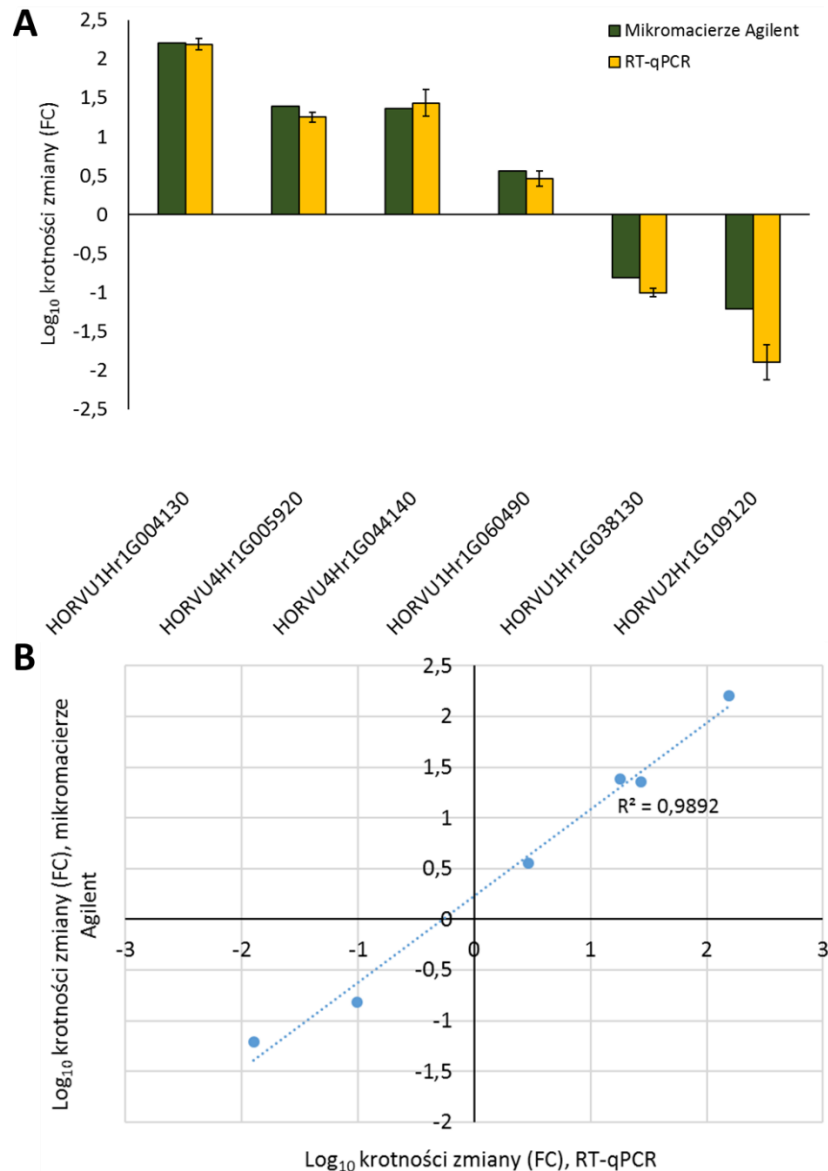 A
Log₁₀ krotności zmiany (FC)
2,5
2
1,5
1
0,5
0
-0,5
-1
-1,5
-2
-2,5
Mikromacierze Agilent
RT-qPCR
HORVU1Hr1G004130
HORVU4Hr1G005920
HORVU4Hr1G044140
HORVU1Hr1G060490
HORVU1Hr1G038130
HORVU2Hr1G109120
B
Log₁₀ krotności zmiany (FC), mikromacierze
Agilent
2,5
2
1,5
1
0,5
0
-0,5
-1
-1,5
-2
-3
-2
-1
0
1
2
3
R² = 0,9892
Log₁₀ krotności zmiany (FC), RT-qPCR